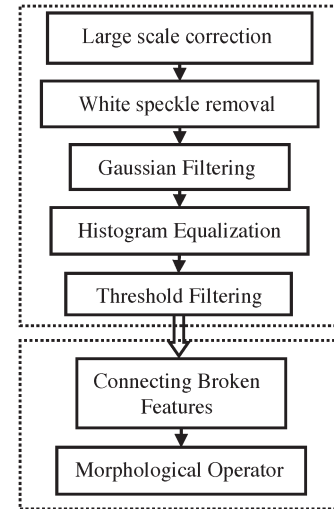 Large scale correction
White speckle removal
Gaussian Filtering
Histogram Equalization
Threshold Filtering
Connecting Broken
Features
Morphological Operator